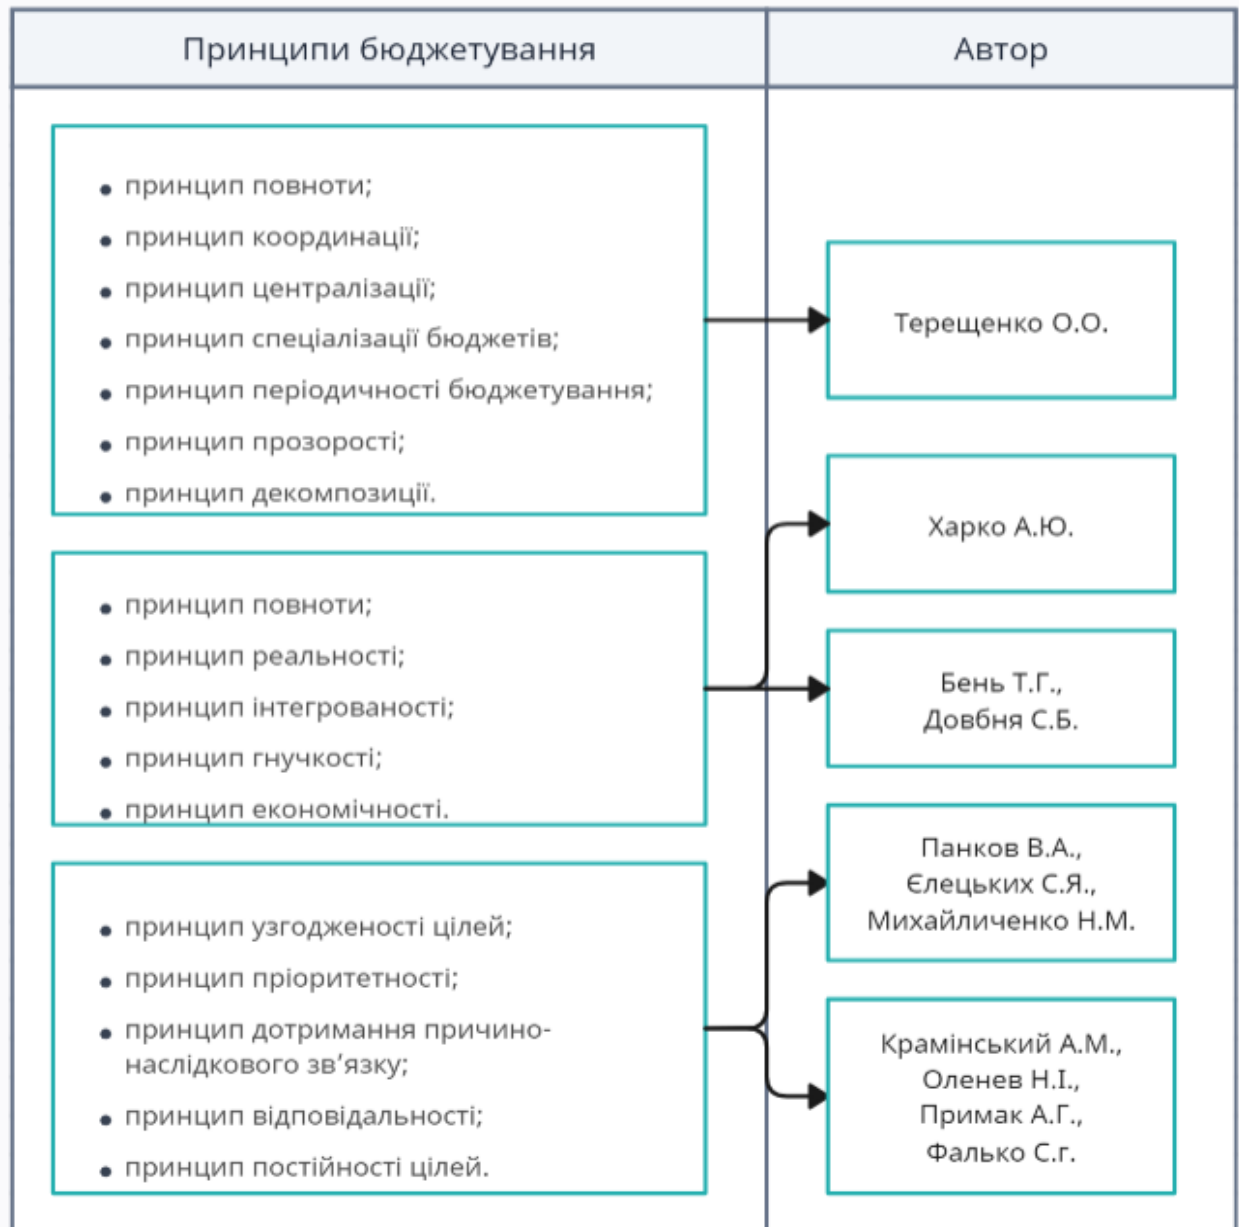 Принципи бюджетування
Автор
• принцип повноти;
• принцип координації;
• принцип централізації;
• принцип спеціалізації бюджетів;
• принцип періодичності бюджетування;
• принцип прозорості;
• принцип декомпозиції.
Терещенко О.О.
• принцип повноти;
• принцип реальності;
• принцип інтегрованості;
• принцип гнучкості;
• принцип економічності.
Харко А.Ю.
Бень Т.Г.,
Довбня С.Б.
• принцип узгодженості цілей;
• принцип пріоритетності;
• принцип дотримання причино-
наслідкового зв’язку;
• принцип відповідальності;
• принцип постійності цілей.
Панков В.А.,
Єлецьких С.Я.,
Михайличенко Н.М.
Крамінський А.М.,
Оленев Н.І.,
Примак А.Г.,
Фалько С.г.